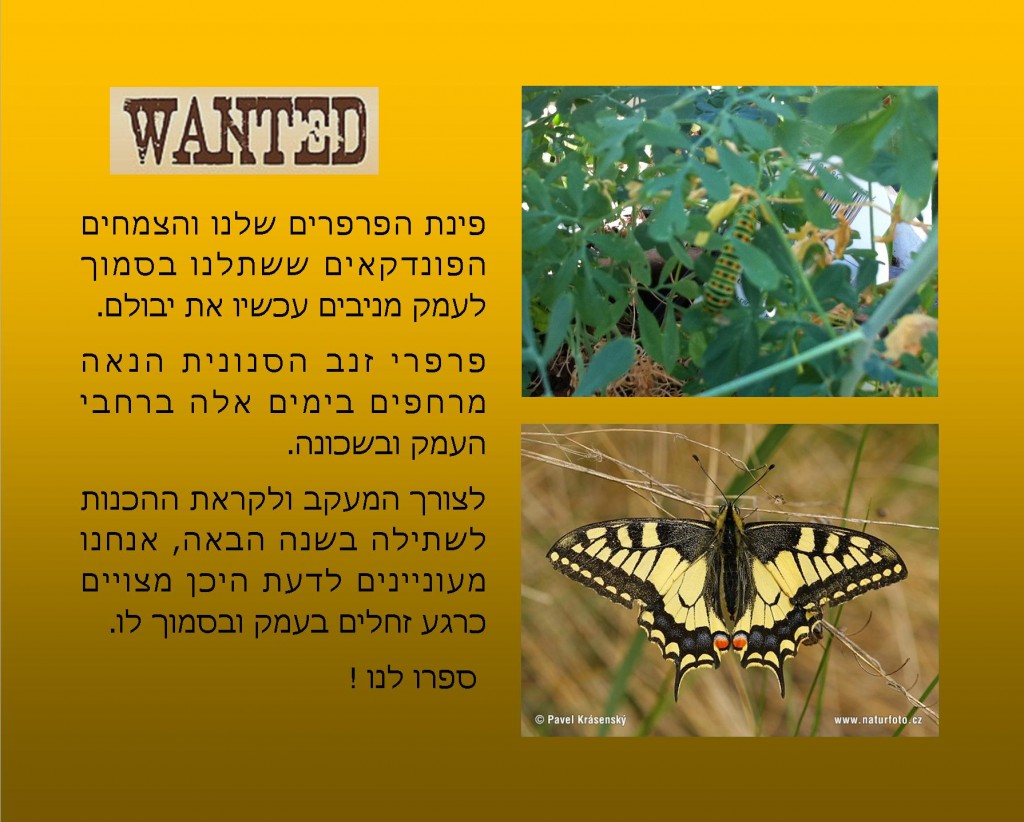 WANTED
פינת הפרפרים שלנו והצמחים
הפונדקאים ששתלנו בסמוך
לעמק מניבים עכשיו את יבולם.
פרפרי זנב הסנונית הנאה
מרחפים בימים אלה ברחבי
העמק ובשכונה.
לצורך המעקב ולקראת ההכנות
לשתילה בשנה הבאה, אנחנו
מעוניינים לדעת היכן מצויים
כרגע זחלים בעמק ובסמוך לו.
ספרו לנו !
© Pavel Krásenský
www.naturfoto.cz